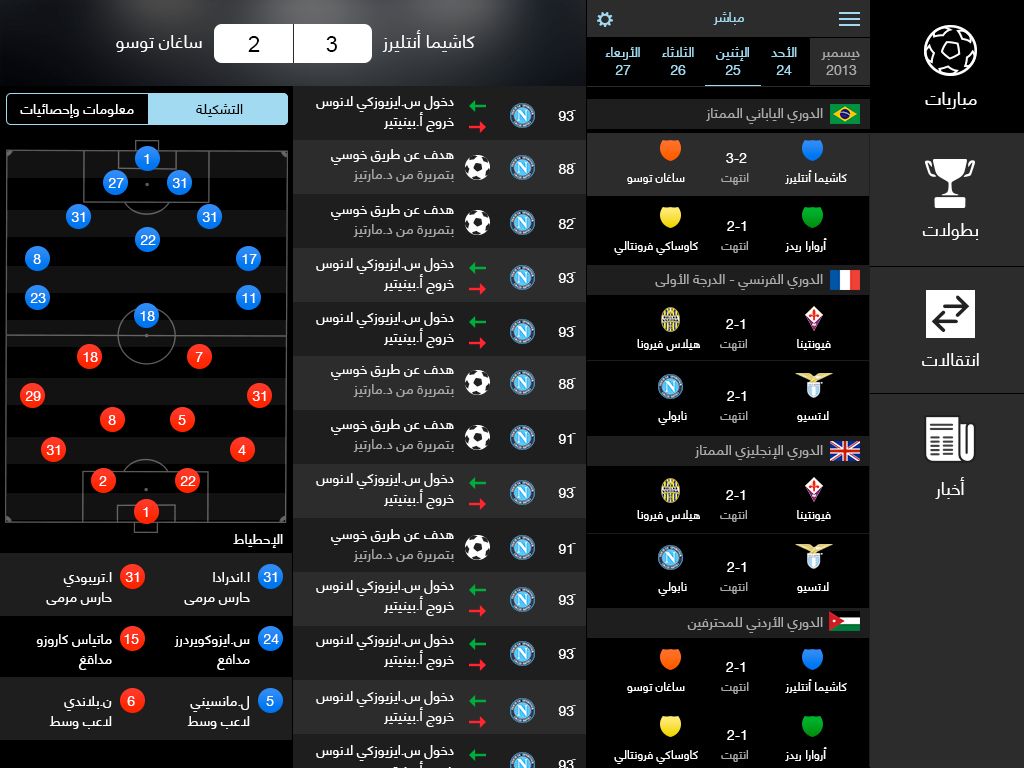 مباريات
بطولات
انتقالات
أخبار
مباشر
ديسمبر
2013
الأحد
24
الإثنين
25
الثلاثاء
26
الأربعاء
27
الدوري الياباني الممتاز
كاشيما أنتليرز
3-2
انتهت
ساغان توسو
أروارا ريدز
2-1
انتهت
كاوساكي فرونتالي
الدوري الفرنسي - الدرجة الأولى
فيونتينا
2-1
انتهت
هيلاس فيرونا
لاتسيو
2-1
انتهت
نابولي
الدوري الإنجليزي الممتاز
فيونتينا
2-1
انتهت
هيلاس فيرونا
لاتسيو
2-1
انتهت
نابولي
الدوري الأردني للمحترفين
كاشيما أنتليرز
2-1
انتهت
ساغان توسو
أروارا ريدز
2-1
انتهت
كاوساكي فرونتالي
كاشيما أنتليرز
3
2
ساغان توسو
93 دخول س.ايزيوزكي لانوس
خروج أ.بينيتير
88 هدف عن طريق خوسي
بتمريرة من د.مارتيز
82 هدف عن طريق خوسي
بتمريرة من د.مارتيز
93 دخول س.ايزيوزكي لانوس
خروج أ.بينيتير
93 دخول س.ايزيوزكي لانوس
خروج أ.بينيتير
88 هدف عن طريق خوسي
بتمريرة من د.مارتيز
91 هدف عن طريق خوسي
بتمريرة من د.مارتيز
93 دخول س.ايزيوزكي لانوس
خروج أ.بينيتير
91 هدف عن طريق خوسي
بتمريرة من د.مارتيز
93 دخول س.ايزيوزكي لانوس
خروج أ.بينيتير
93 دخول س.ايزيوزكي لانوس
خروج أ.بينيتير
93 دخول س.ايزيوزكي لانوس
خروج أ.بينيتير
93 دخول س.ايزيوزكي لانوس
التشكيلة
معلومات وإحصائيات
1
27 31
31 31
22
8 17
23 11
18
18 7
29 31
8 5
31 4
2 22
1
الإحطياط
31 ا.اندرادا
حارس مرمى
31 ا.تريبودي
حارس مرمى
24 س.ايزوكويردرز
مدافع
15 ماتياس كاروزو
مداقغ
5 ل.مانسيني
لاعب وسط
6 ن.بلاندي
لاعب وسط